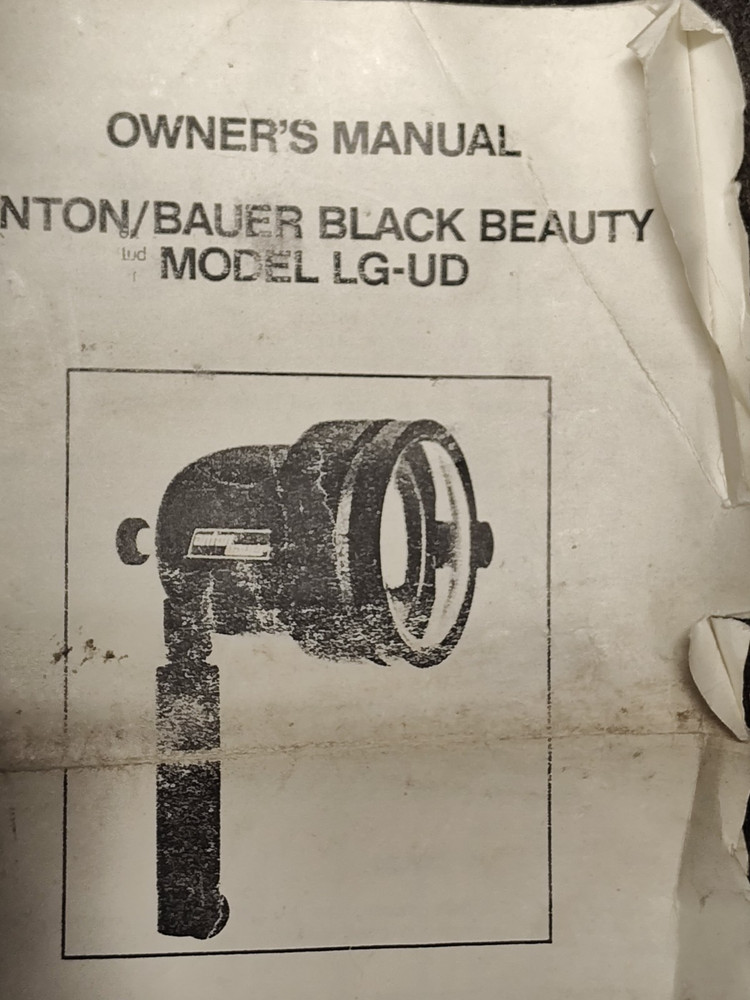 OWNER'S MANUAL
NTON/BAUER BLACK BEAUTY
MODEL LG-UD